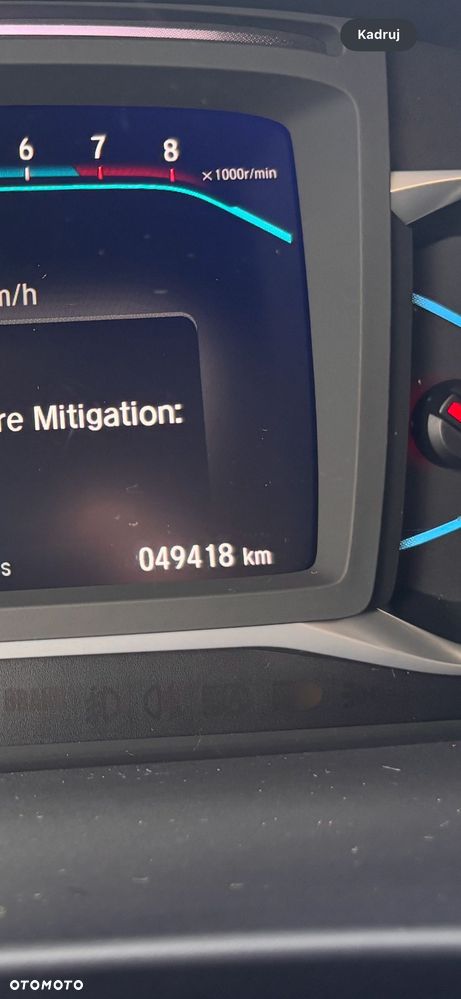 Kadruj
6 7 8
×1000r/min
m/h
re Mitigation:
s
049418 km
OTOMOTO